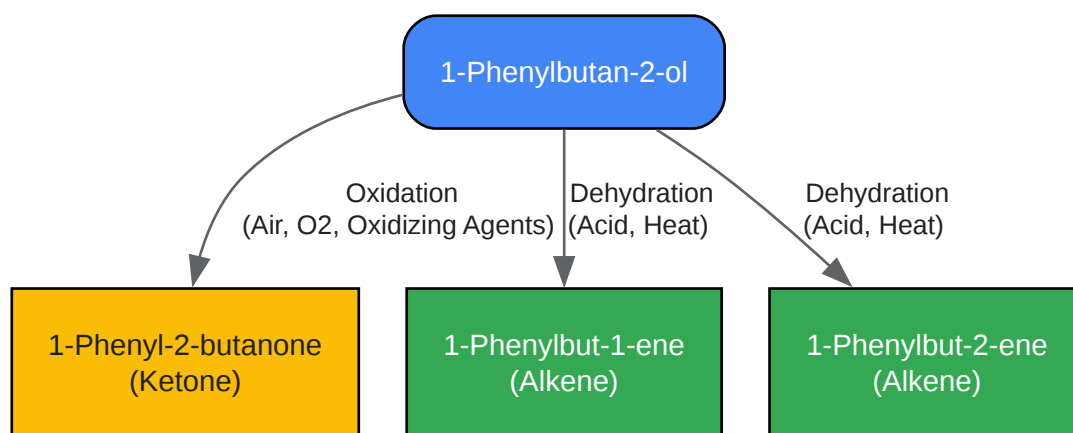 1-Phenylbutan-2-ol
Oxidation
(Air, O2, Oxidizing Agents)
Dehydration
(Acid, Heat)
Dehydration
(Acid, Heat)
1-Phenyl-2-butanone
(Ketone)
1-Phenylbut-1-ene
(Alkene)
1-Phenylbut-2-ene
(Alkene)